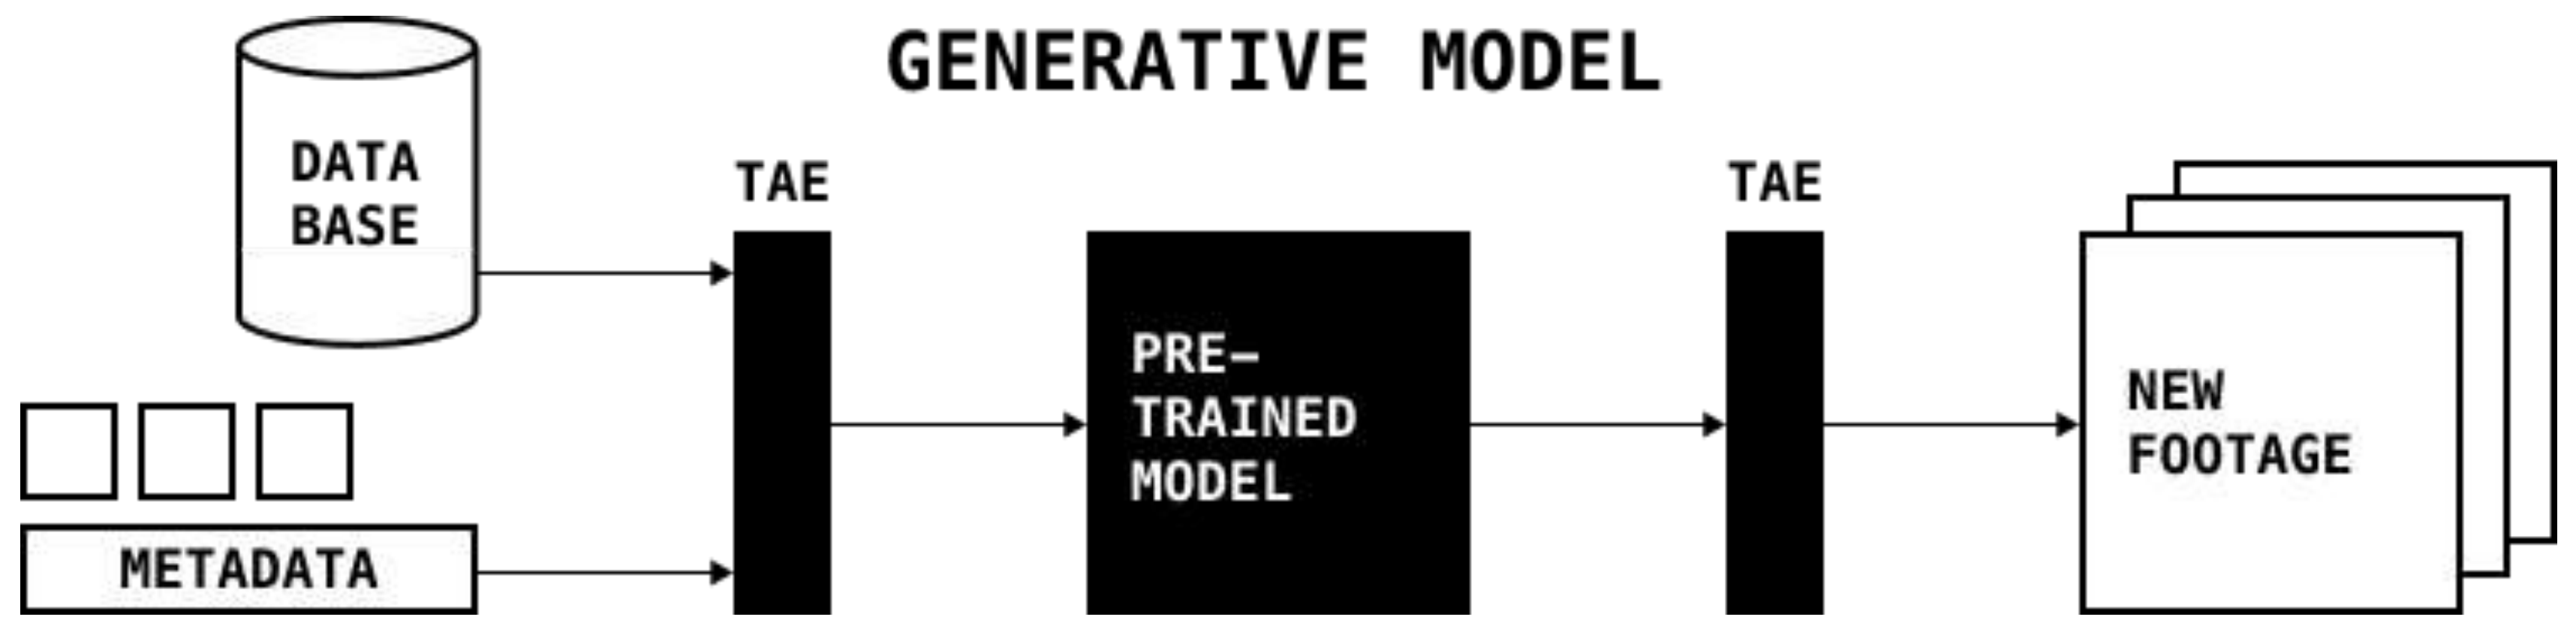 GENERATIVE MODEL
DATA
BASE
METADATA
TAE
PRE–
TRAINED
MODEL
TAE
NEW
FOOTAGE